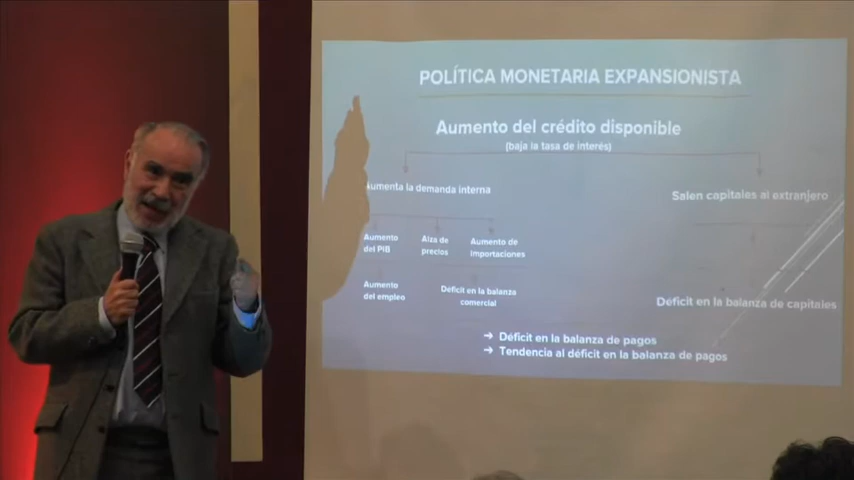 POLÍTICA MONETARIA EXPANSIONISTA
Aumento del crédito disponible
(baja la tasa de interés)
Aumenta la demanda interna
Salen capitales al extranjero
Aumento del PIB
Alza de precios
Aumento de importaciones
Aumento del empleo
Deficit en la balanza comercial
Déficit en la balanza de capitales
→ Déficit en la balanza de pagos
→ Tendencia al déficit en la balanza de pagos